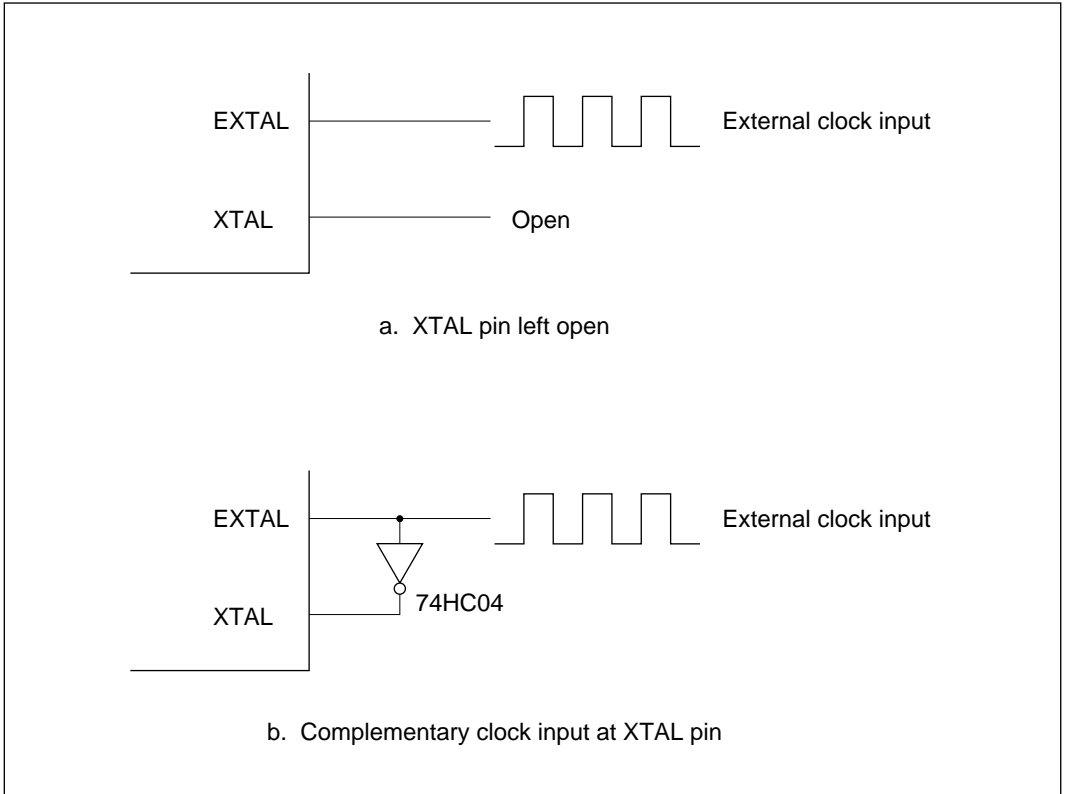 EXTAL
External clock input
XTAL
Open
a. XTAL pin left open
EXTAL
External clock input
74HC04
XTAL
b. Complementary clock input at XTAL pin